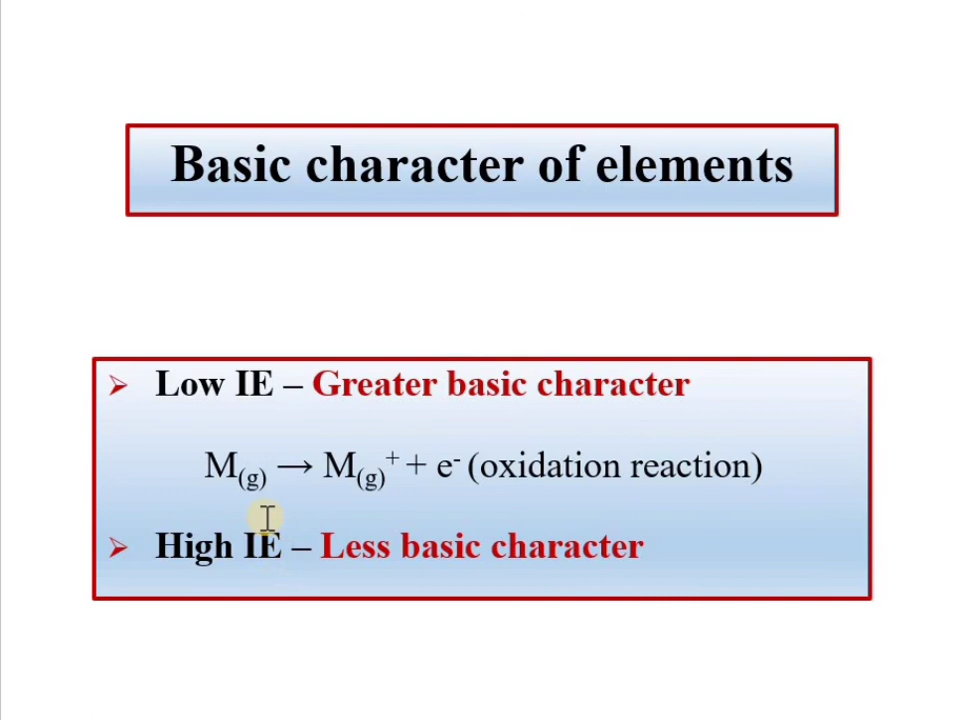 Basic character of elements
➢ Low IE – Greater basic character
M(g) → M(g)⁺ + e⁻ (oxidation reaction)
➢ High IE – Less basic character